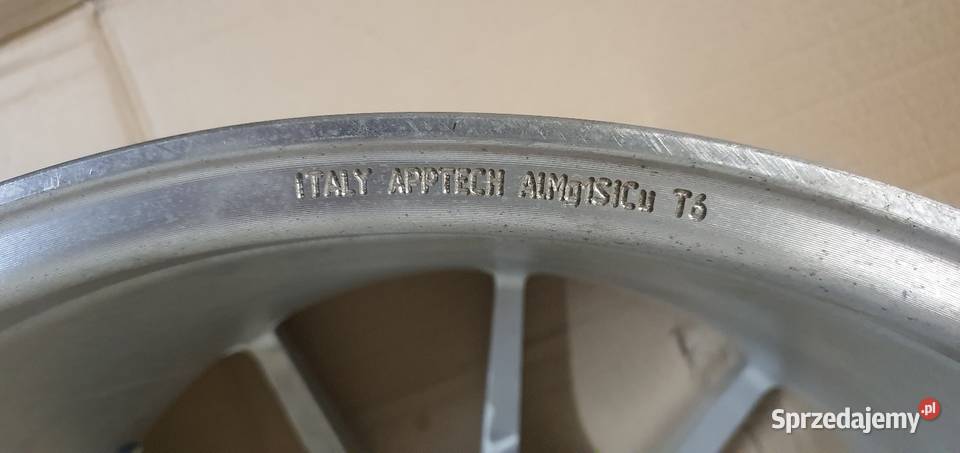 ITALY APPTECH AlMg1SiCu T6
Sprzedajemy.pl